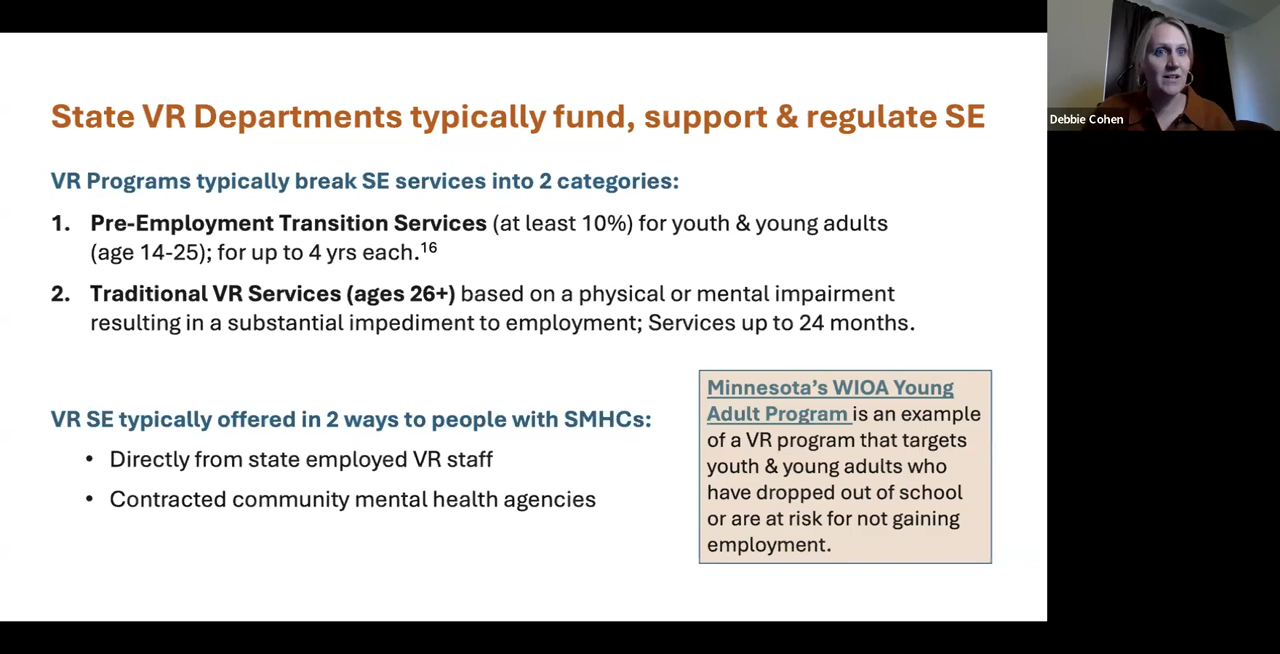 State VR Departments typically fund, support & regulate SE
VR Programs typically break SE services into 2 categories:
1. Pre-Employment Transition Services (at least 10%) for youth & young adults
(age 14-25); for up to 4 yrs each.16
2. Traditional VR Services (ages 26+) based on a physical or mental impairment
resulting in a substantial impediment to employment; Services up to 24 months.
VR SE typically offered in 2 ways to people with SMHCs:
• Directly from state employed VR staff
• Contracted community mental health agencies
Minnesota’s WIOA Young
Adult Program is an example
of a VR program that targets
youth & young adults who
have dropped out of school
or are at risk for not gaining
employment.
Debbie Cohen